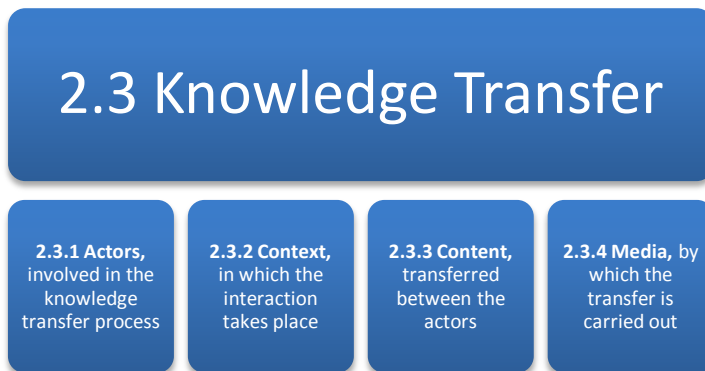 2.3 Knowledge Transfer
2.3.1 Actors,
involved in the
knowledge
transfer process
2.3.2 Context,
in which the
interaction
takes place
2.3.3 Content,
transferred
between the
actors
2.3.4 Media, by
which the
transfer is
carried out